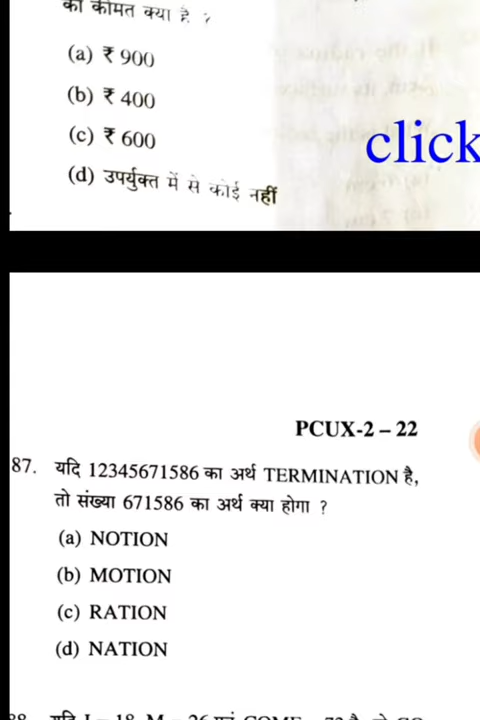 की कीमत क्या है ?
(a) ₹ 900
(b) ₹ 400
(c) ₹ 600
(d) उपर्युक्त में से कोई नहीं
click
PCUX-2 – 22
87. यदि 12345671586 का अर्थ TERMINATION है,
तो संख्या 671586 का अर्थ क्या होगा ?
(a) NOTION
(b) MOTION
(c) RATION
(d) NATION